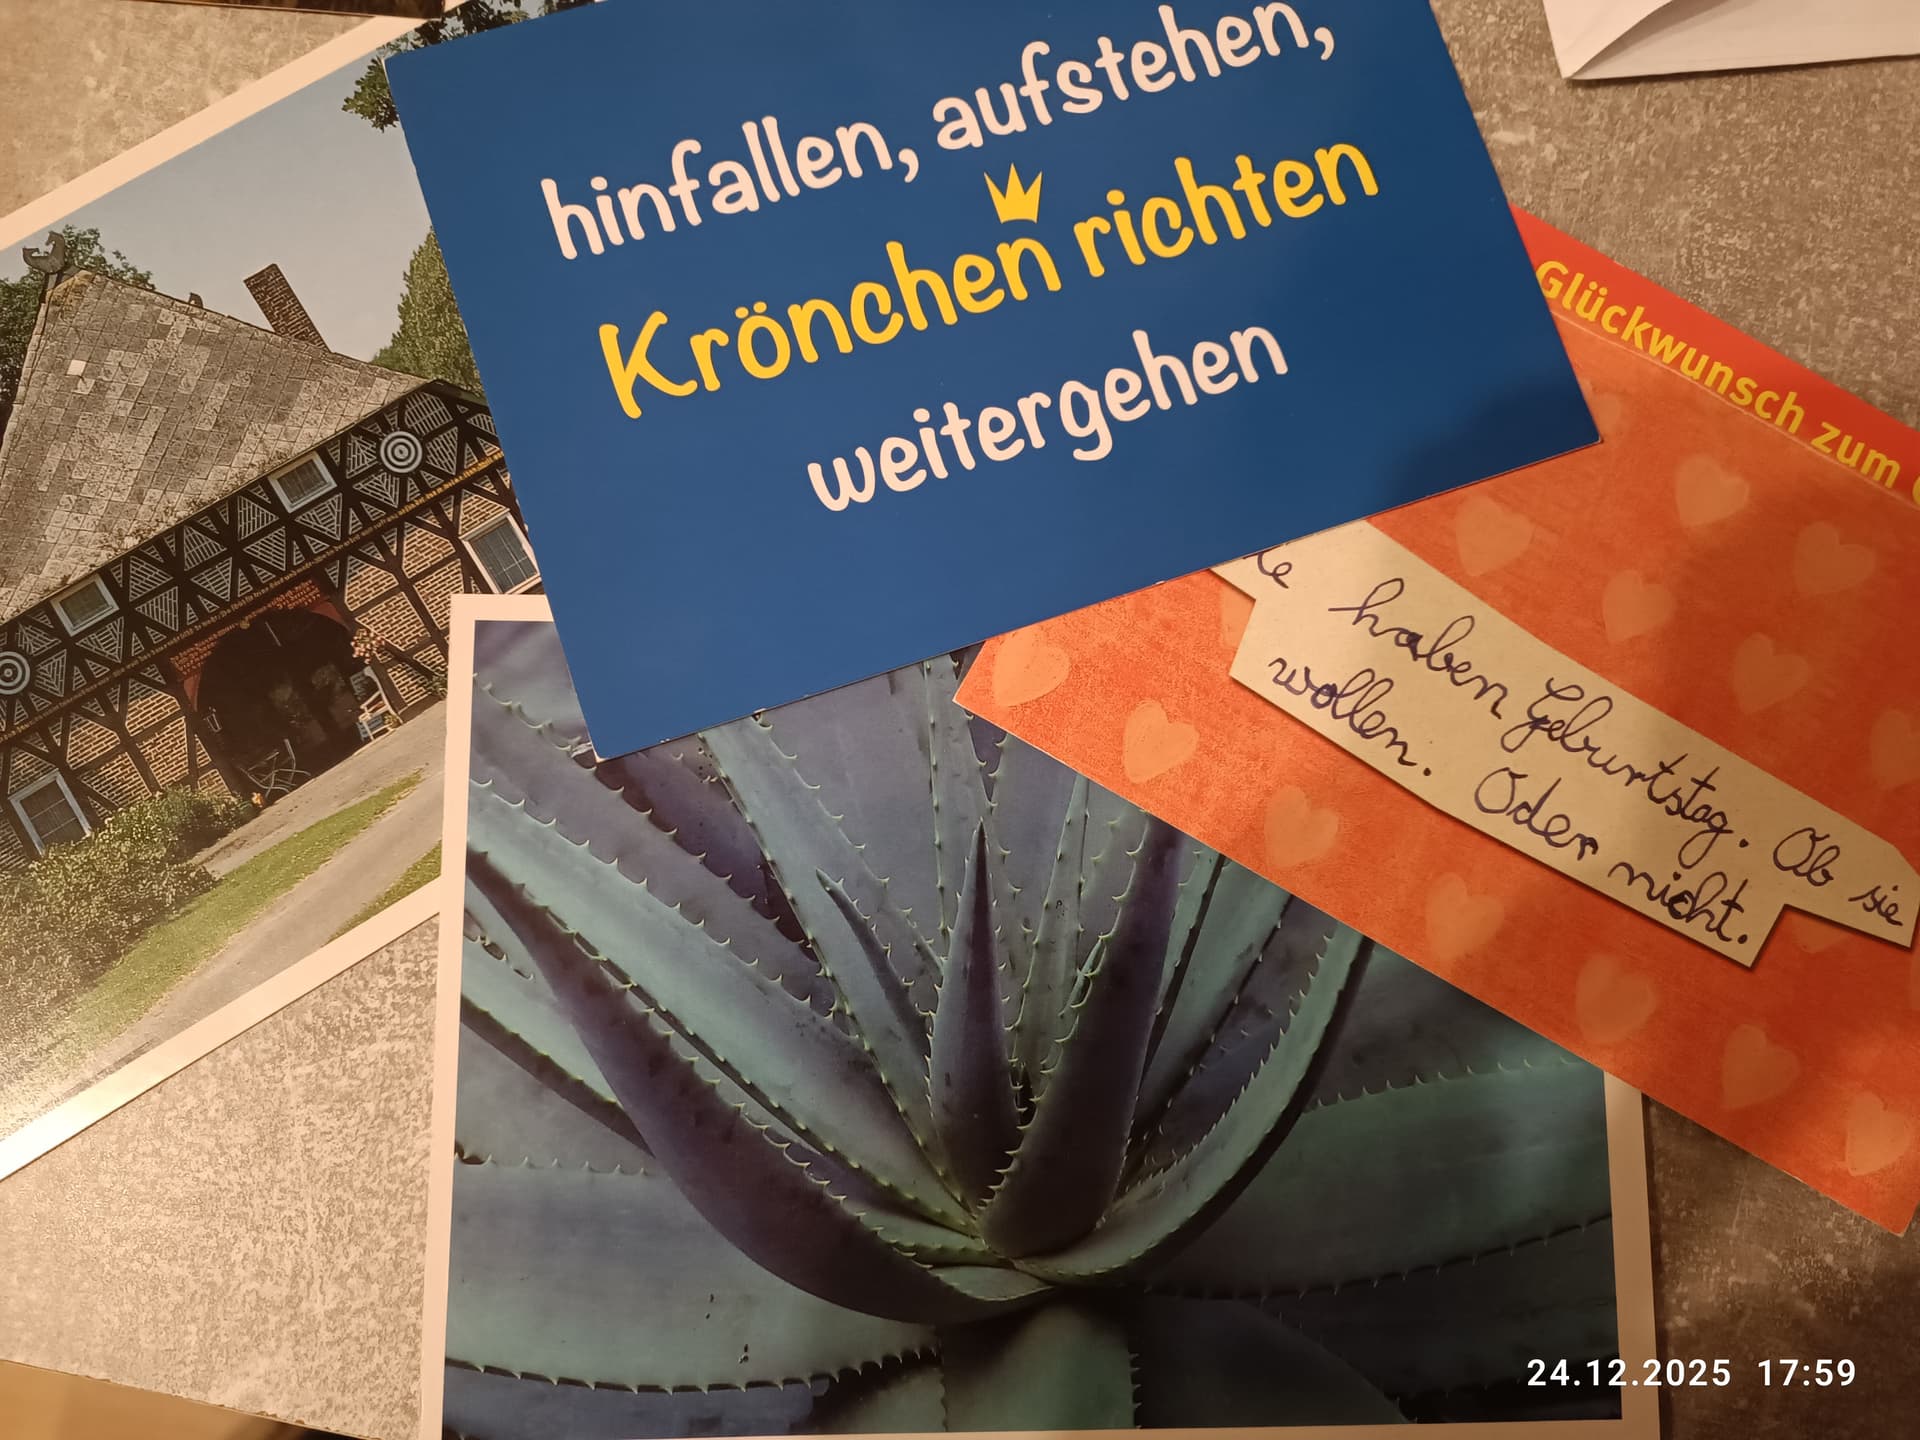 hinfallen, aufstehen,
Krönchen richten
weitergehen
Glückwunsch zum
haben Geburtstag. Ob sie
wollen. Oder nicht.
24.12.2025 17:59